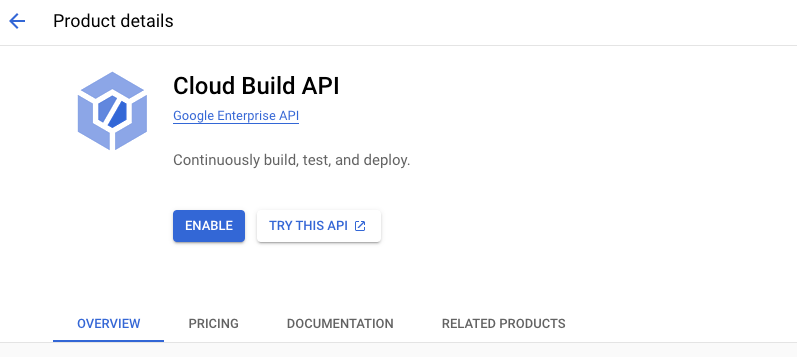 Product details
Cloud Build API
Google Enterprise API
Continuously build, test, and deploy.
ENABLE TRY THIS API
OVERVIEW PRICING DOCUMENTATION RELATED PRODUCTS